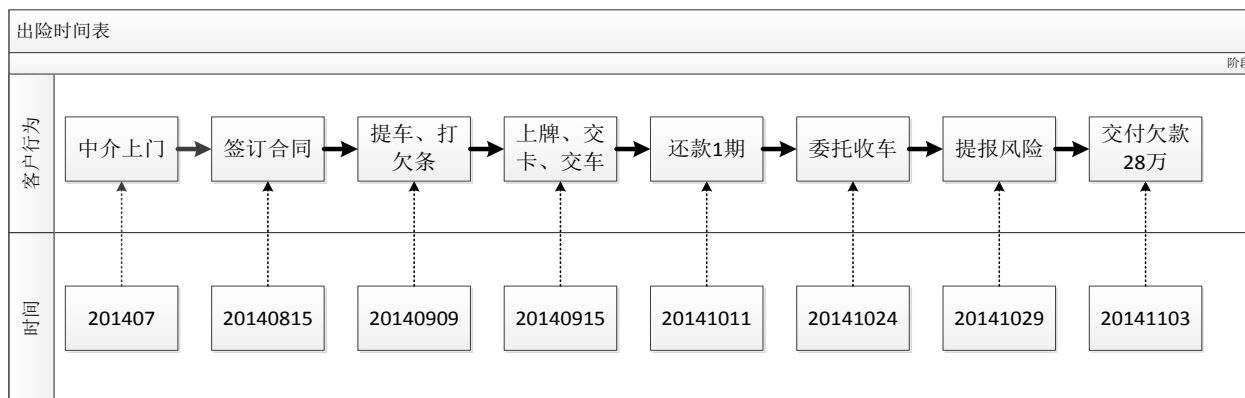 出险时间表
阶段
客户行为
中介上门
签订合同
提车、打
欠条
上牌、交
卡、交车
还款1期
委托收车
提报风险
交付欠款
28万
时间
201407
20140815
20140909
20140915
20141011
20141024
20141029
20141103